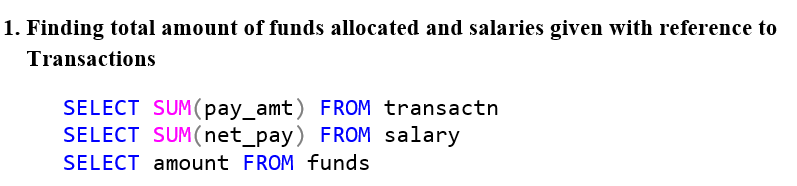 1. Finding total amount of funds allocated and salaries given with reference to
Transactions
SELECT SUM(pay_amt) FROM transactn
SELECT SUM(net_pay) FROM salary
SELECT amount FROM funds